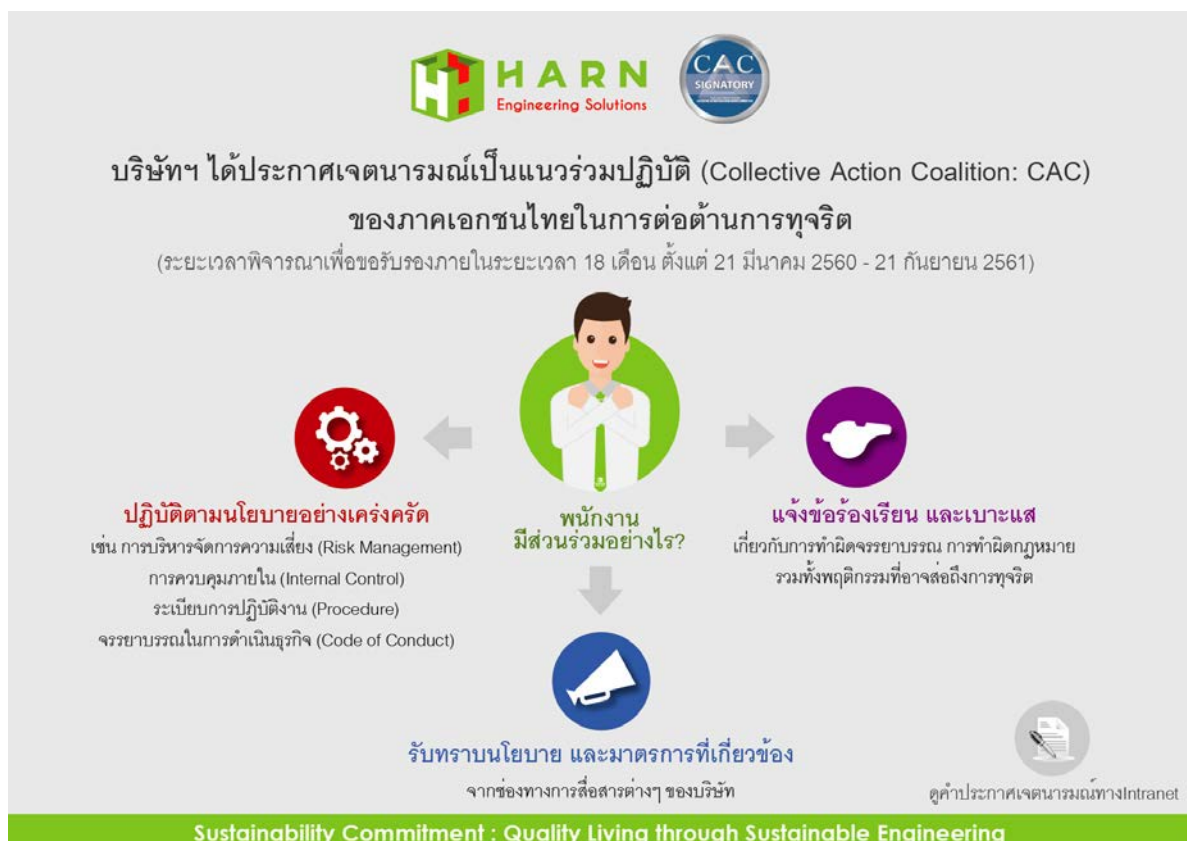 HARN
Engineering Solutions
CAC
SIGNATORY
บริษัทฯ ได้ประกาศเจตนารมณ์เป็นแนวร่วมปฏิบัติ (Collective Action Coalition: CAC)
ของภาคเอกชนไทยในการต่อต้านการทุจริต
(ระยะเวลาพิจารณาเพื่อขอรับรองภายในระยะเวลา 18 เดือน ตั้งแต่ 21 มีนาคม 2560 - 21 กันยายน 2561)
พนักงาน
มีส่วนร่วมอย่างไร?
ปฏิบัติตามนโยบายอย่างเคร่งครัด
เช่น การบริหารจัดการความเสี่ยง (Risk Management)
การควบคุมภายใน (Internal Control)
ระเบียบการปฏิบัติงาน (Procedure)
จรรยาบรรณในการดำเนินธุรกิจ (Code of Conduct)
แจ้งข้อร้องเรียน และเบาะแส
เกี่ยวกับการทำผิดจรรยาบรรณ การทำผิดกฎหมาย
รวมทั้งพฤติกรรมที่อาจส่อถึงการทุจริต
รับทราบนโยบาย และมาตรการที่เกี่ยวข้อง
จากช่องทางการสื่อสารต่างๆ ของบริษัท
ดูคำประกาศเจตนารมณ์ทางIntranet
Sustainability Commitment : Quality Living through Sustainable Engineering